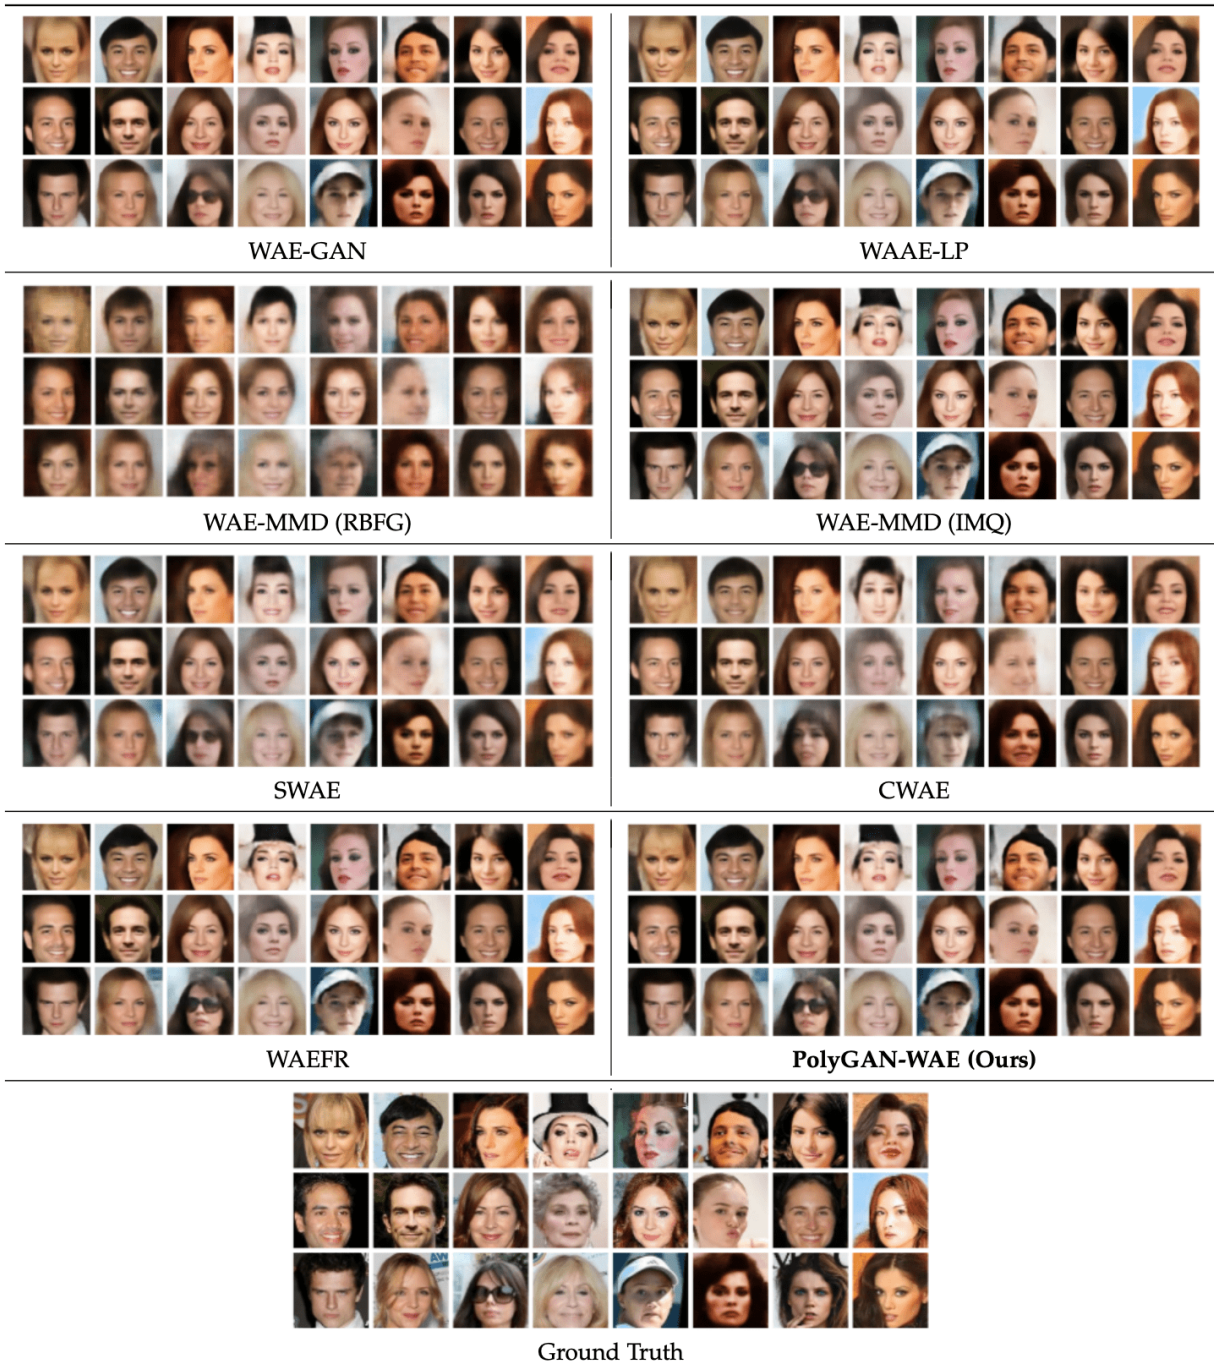 WAE-GAN
WAAE-LP
WAE-MMD (RBFG)
WAE-MMD (IMQ)
SWAE
CWAE
WAEFR
PolyGAN-WAE (Ours)
Ground Truth